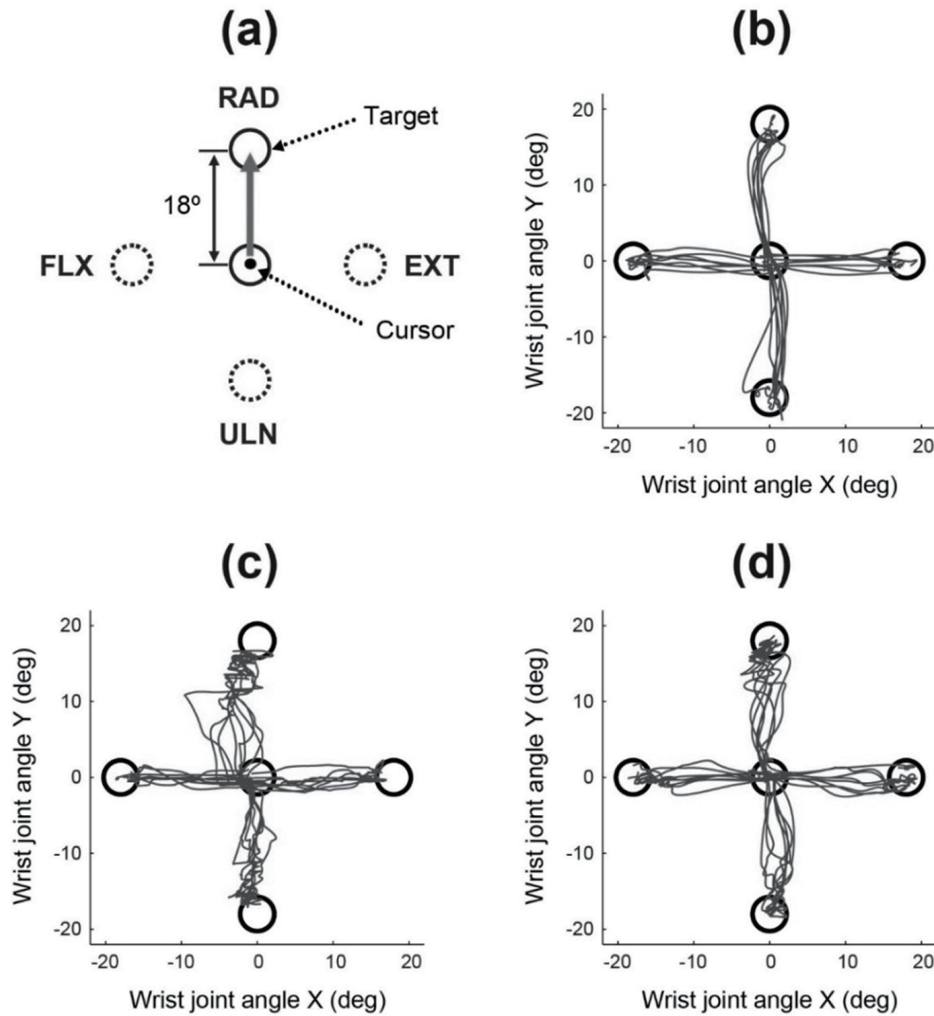 (a)
RAD
Target
18º
FLX
EXT
Cursor
ULN
(b)
Wrist joint angle Y (deg)
20
10
0
-10
-20
-20 -10 0 10 20
Wrist joint angle X (deg)
(c)
Wrist joint angle Y (deg)
20
10
0
-10
-20
-20 -10 0 10 20
Wrist joint angle X (deg)
(d)
Wrist joint angle Y (deg)
20
10
0
-10
-20
-20 -10 0 10 20
Wrist joint angle X (deg)